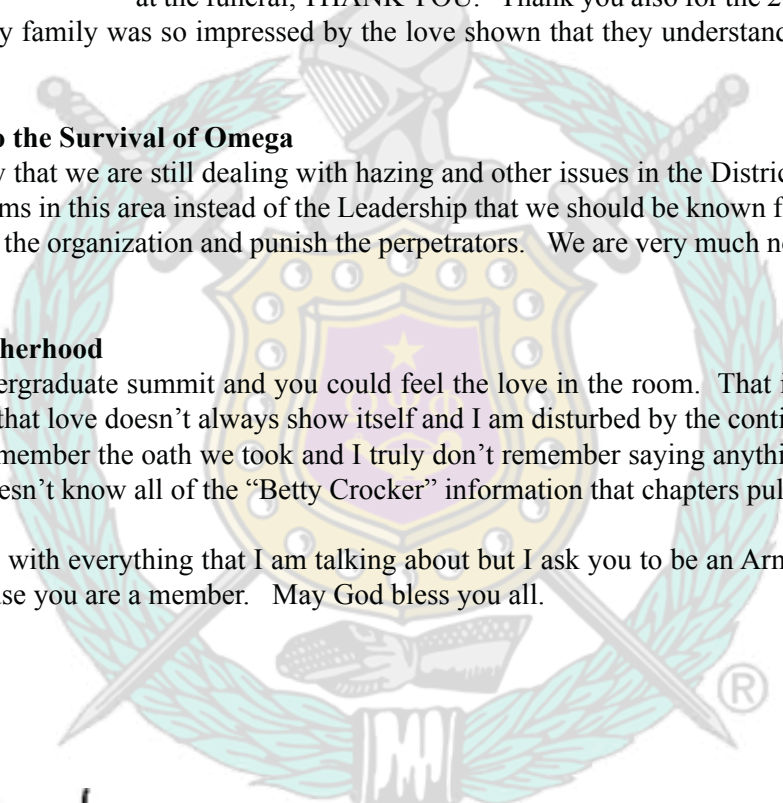 at the funeral, THANK YOU. Thank you also for the 2
y family was so impressed by the love shown that they understand
o the Survival of Omega
y that we are still dealing with hazing and other issues in the Distric
ms in this area instead of the Leadership that we should be known f
the organization and punish the perpetrators. We are very much no
herhood
ergraduate summit and you could feel the love in the room. That i
that love doesn’t always show itself and I am disturbed by the conti
member the oath we took and I truly don’t remember saying anythi
esn’t know all of the “Betty Crocker” information that chapters pul
with everything that I am talking about but I ask you to be an Arm
use you are a member. May God bless you all.
ΩΨΦ
®